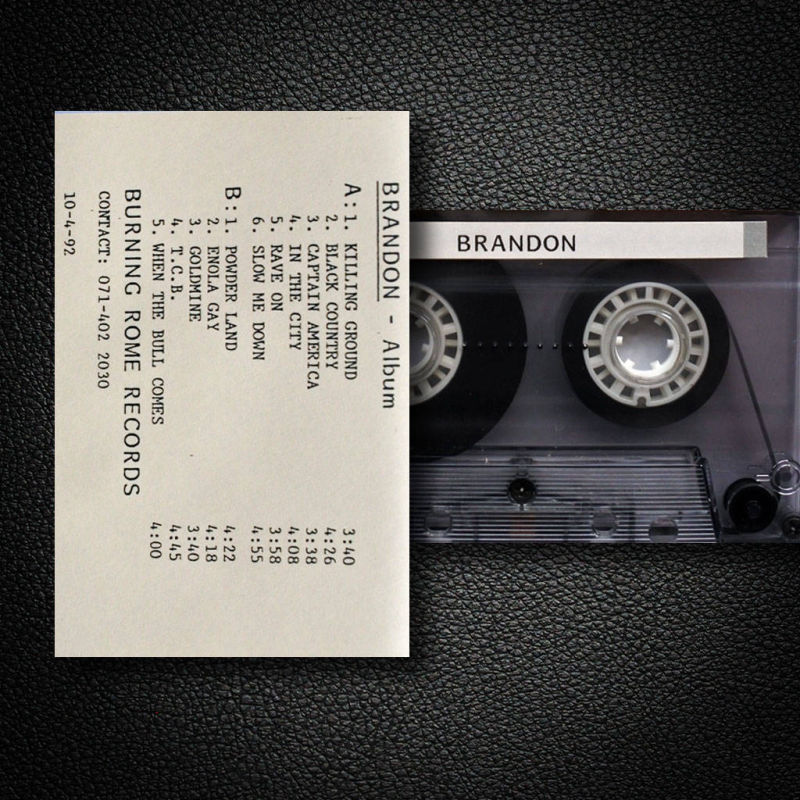 BRANDON - Album
A:1. KILLING GROUND 3:40
2. BLACK COUNTRY 4:26
3. CAPTAIN AMERICA 3:38
4. IN THE CITY 4:08
5. RAVE ON 3:58
6. SLOW ME DOWN 4:55
B:1. POWDER LAND 4:22
2. ENOLA GAY 4:18
3. GOLDMINE 3:40
4. T.C.B. 4:45
5. WHEN THE BULL COMES 4:00
BURNING ROME RECORDS
CONTACT: 071-402 2030
10-4-92
BRANDON